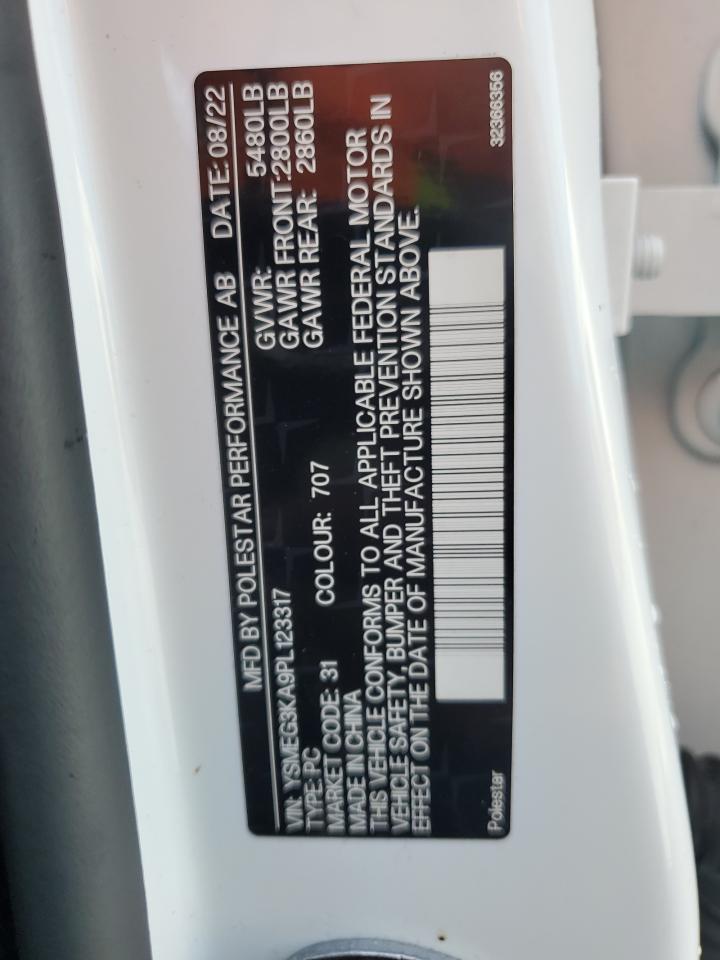 MFD BY POLESTAR PERFORMANCE AB DATE: 08/22
VIN: YSMEG3KA9PL123317 GVWR: 5480LB
TYPE: PC GAWR FRONT: 2800LB
MARKET CODE: 31 COLOUR: 707 GAWR REAR: 2860LB
MADE IN CHINA
THIS VEHICLE CONFORMS TO ALL APPLICABLE FEDERAL MOTOR
VEHICLE SAFETY, BUMPER AND THEFT PREVENTION STANDARDS IN
EFFECT ON THE DATE OF MANUFACTURE SHOWN ABOVE.
Polester 32366356